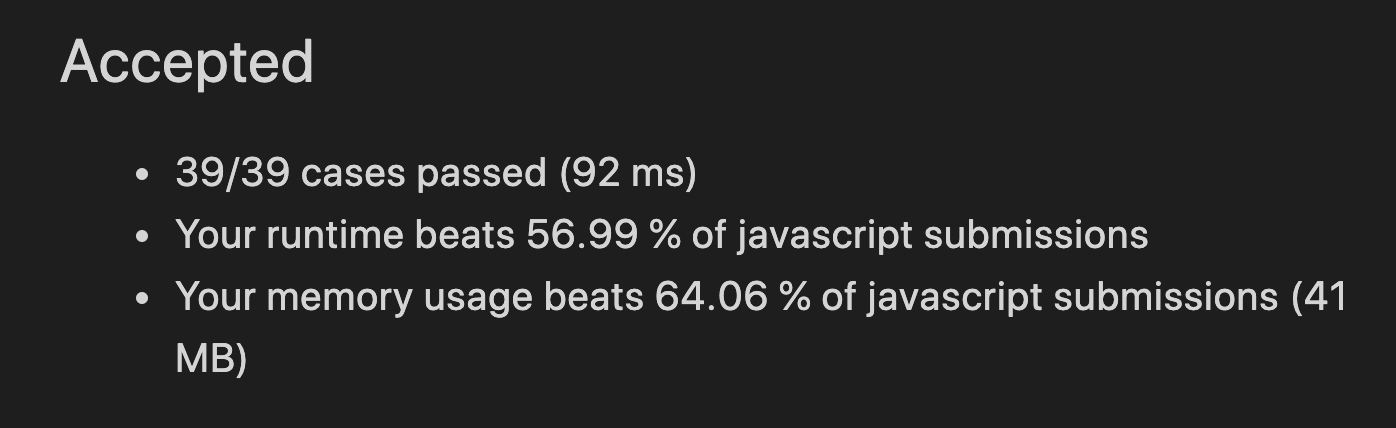 Accepted
• 39/39 cases passed (92 ms)
• Your runtime beats 56.99 % of javascript submissions
• Your memory usage beats 64.06 % of javascript submissions (41
MB)